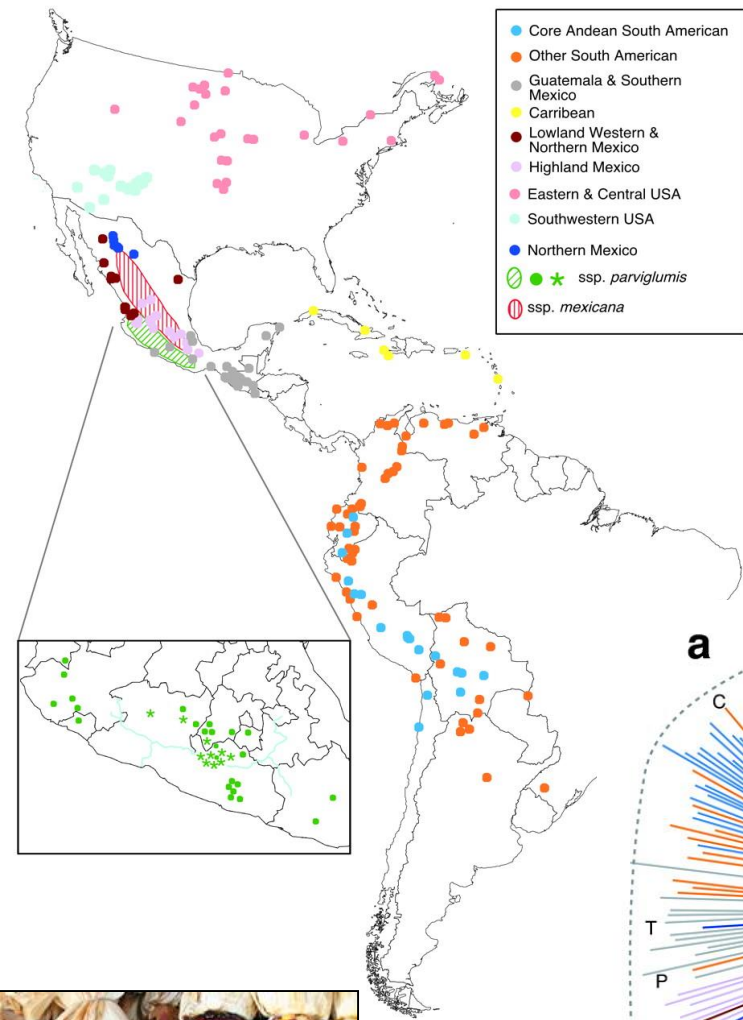 Core Andean South American
Other South American
Guatemala & Southern
Mexico
Carribean
Lowland Western &
Northern Mexico
Highland Mexico
Eastern & Central USA
Southwestern USA
Northern Mexico
ssp. parviglumis
ssp. mexicana
a
C
T
P